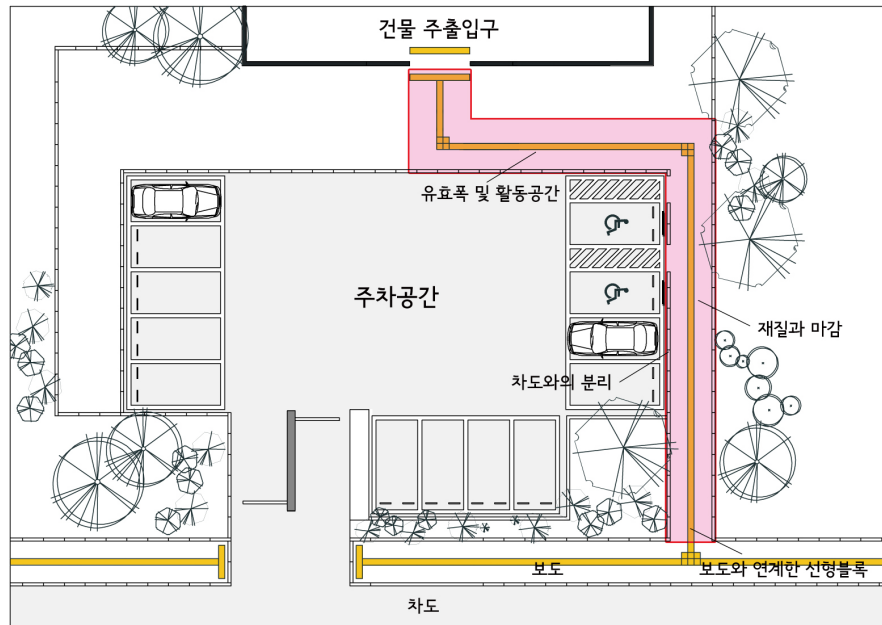 건물 주출입구
유효폭 및 활동공간
주차공간
재질과 마감
차도와의 분리
보도
보도와 연계한 선형블록
차도